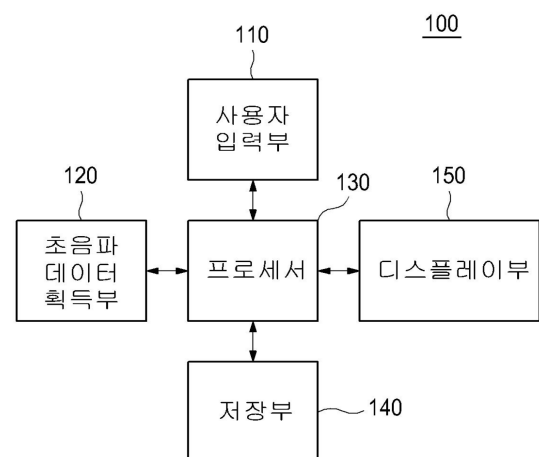 100
110
사용자
입력부
120
초음파
데이터
획득부
130
프로세서
150
디스플레이부
저장부
140